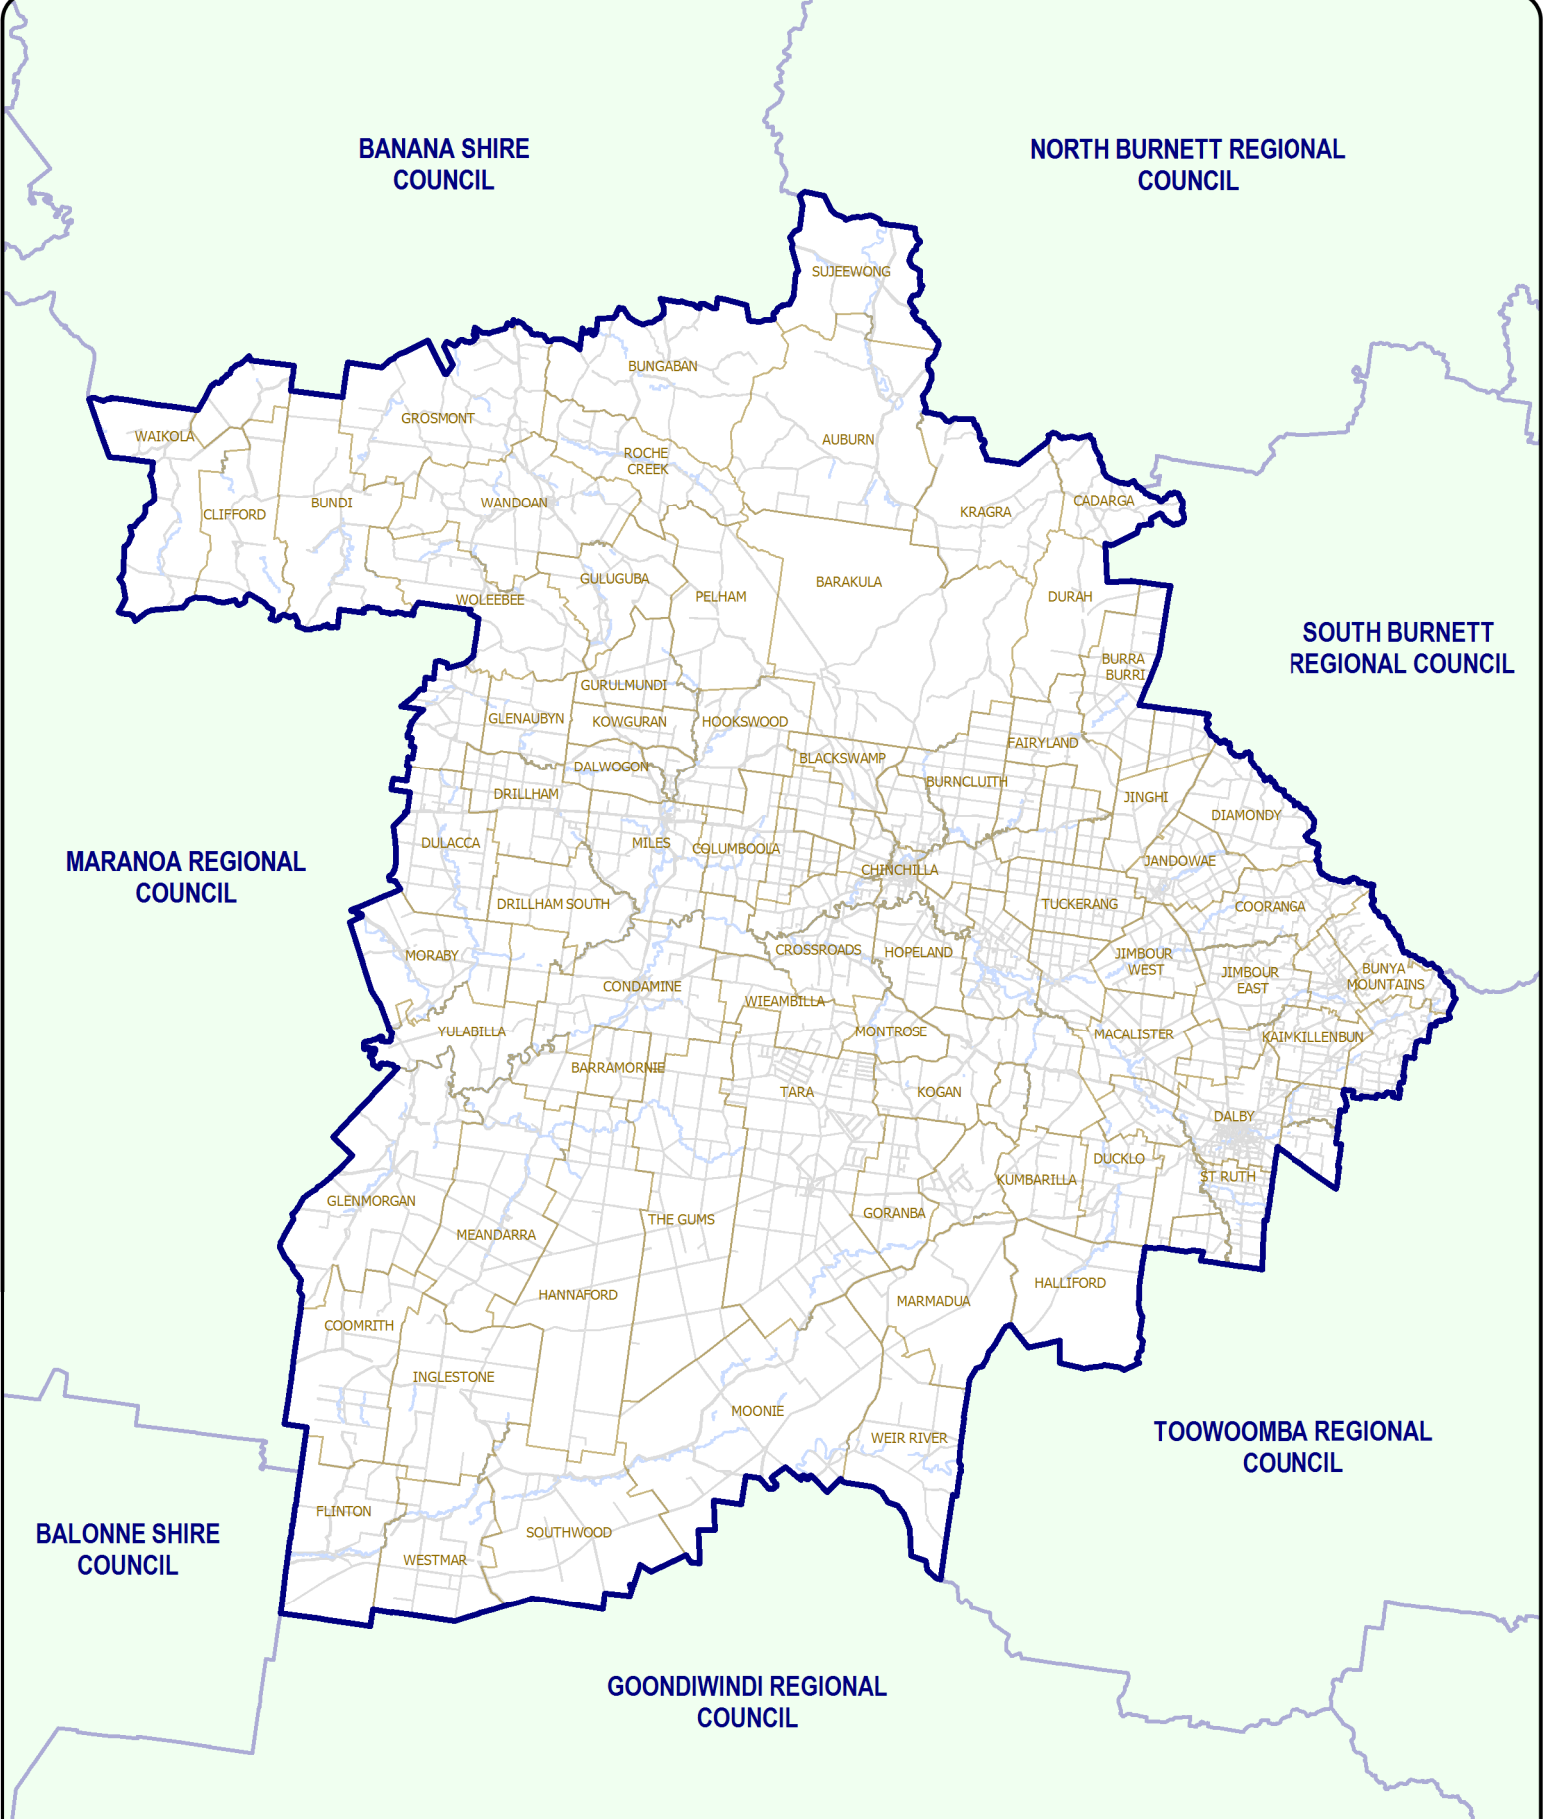 BANANA SHIRE
COUNCIL
NORTH BURNETT REGIONAL
COUNCIL
SUJEEWONG
BUNGABAN
GROSMONT
WAIKOLA
AUBURN
ROCHE
CREEK
CLIFFORD
BUNDI
WANDOAN
KRAGRA
CADARGA
GULUGUBA
BARAKULA
WOLEEBEE
PELHAM
DURAH
SOUTH BURNETT
REGIONAL COUNCIL
BURRA
BURRI
GURULMUNDI
GLENAUBYN
KOWGURAN
HOOKSWOOD
FAIRYLAND
BLACKSWAMP
DALWOGON
BURNCLUITH
DRILLHAM
JINGHI
DIAMONDY
DULACCA
MILES
COLUMBOOLA
MARANOA REGIONAL
COUNCIL
CHINCHILLA
JANDOWAE
DRILLHAM SOUTH
TUCKERANG
COORANGA
MORABY
CROSSROADS
HOPELAND
JIMBOUR
WEST
JIMBOUR
EAST
BUNYA
MOUNTAINS
CONDAMINE
WIEAMBILLA
YULABILLA
MONTROSE
MACALISTER
KAIMKILLENBUN
BARRAMORNIE
TARA
KOGAN
DALBY
DUCKLO
KUMBARILLA
ST RUTH
GLENMORGAN
MEANDARRA
THE GUMS
GORANBA
HANNAFORD
MARMADUA
HALLIFORD
COOMRITH
INGLESTONE
MOONIE
WEIR RIVER
TOOWOOMBA REGIONAL
COUNCIL
FLINTON
SOUTHWOOD
WESTMAR
BALONNE SHIRE
COUNCIL
GOONDIWINDI REGIONAL
COUNCIL